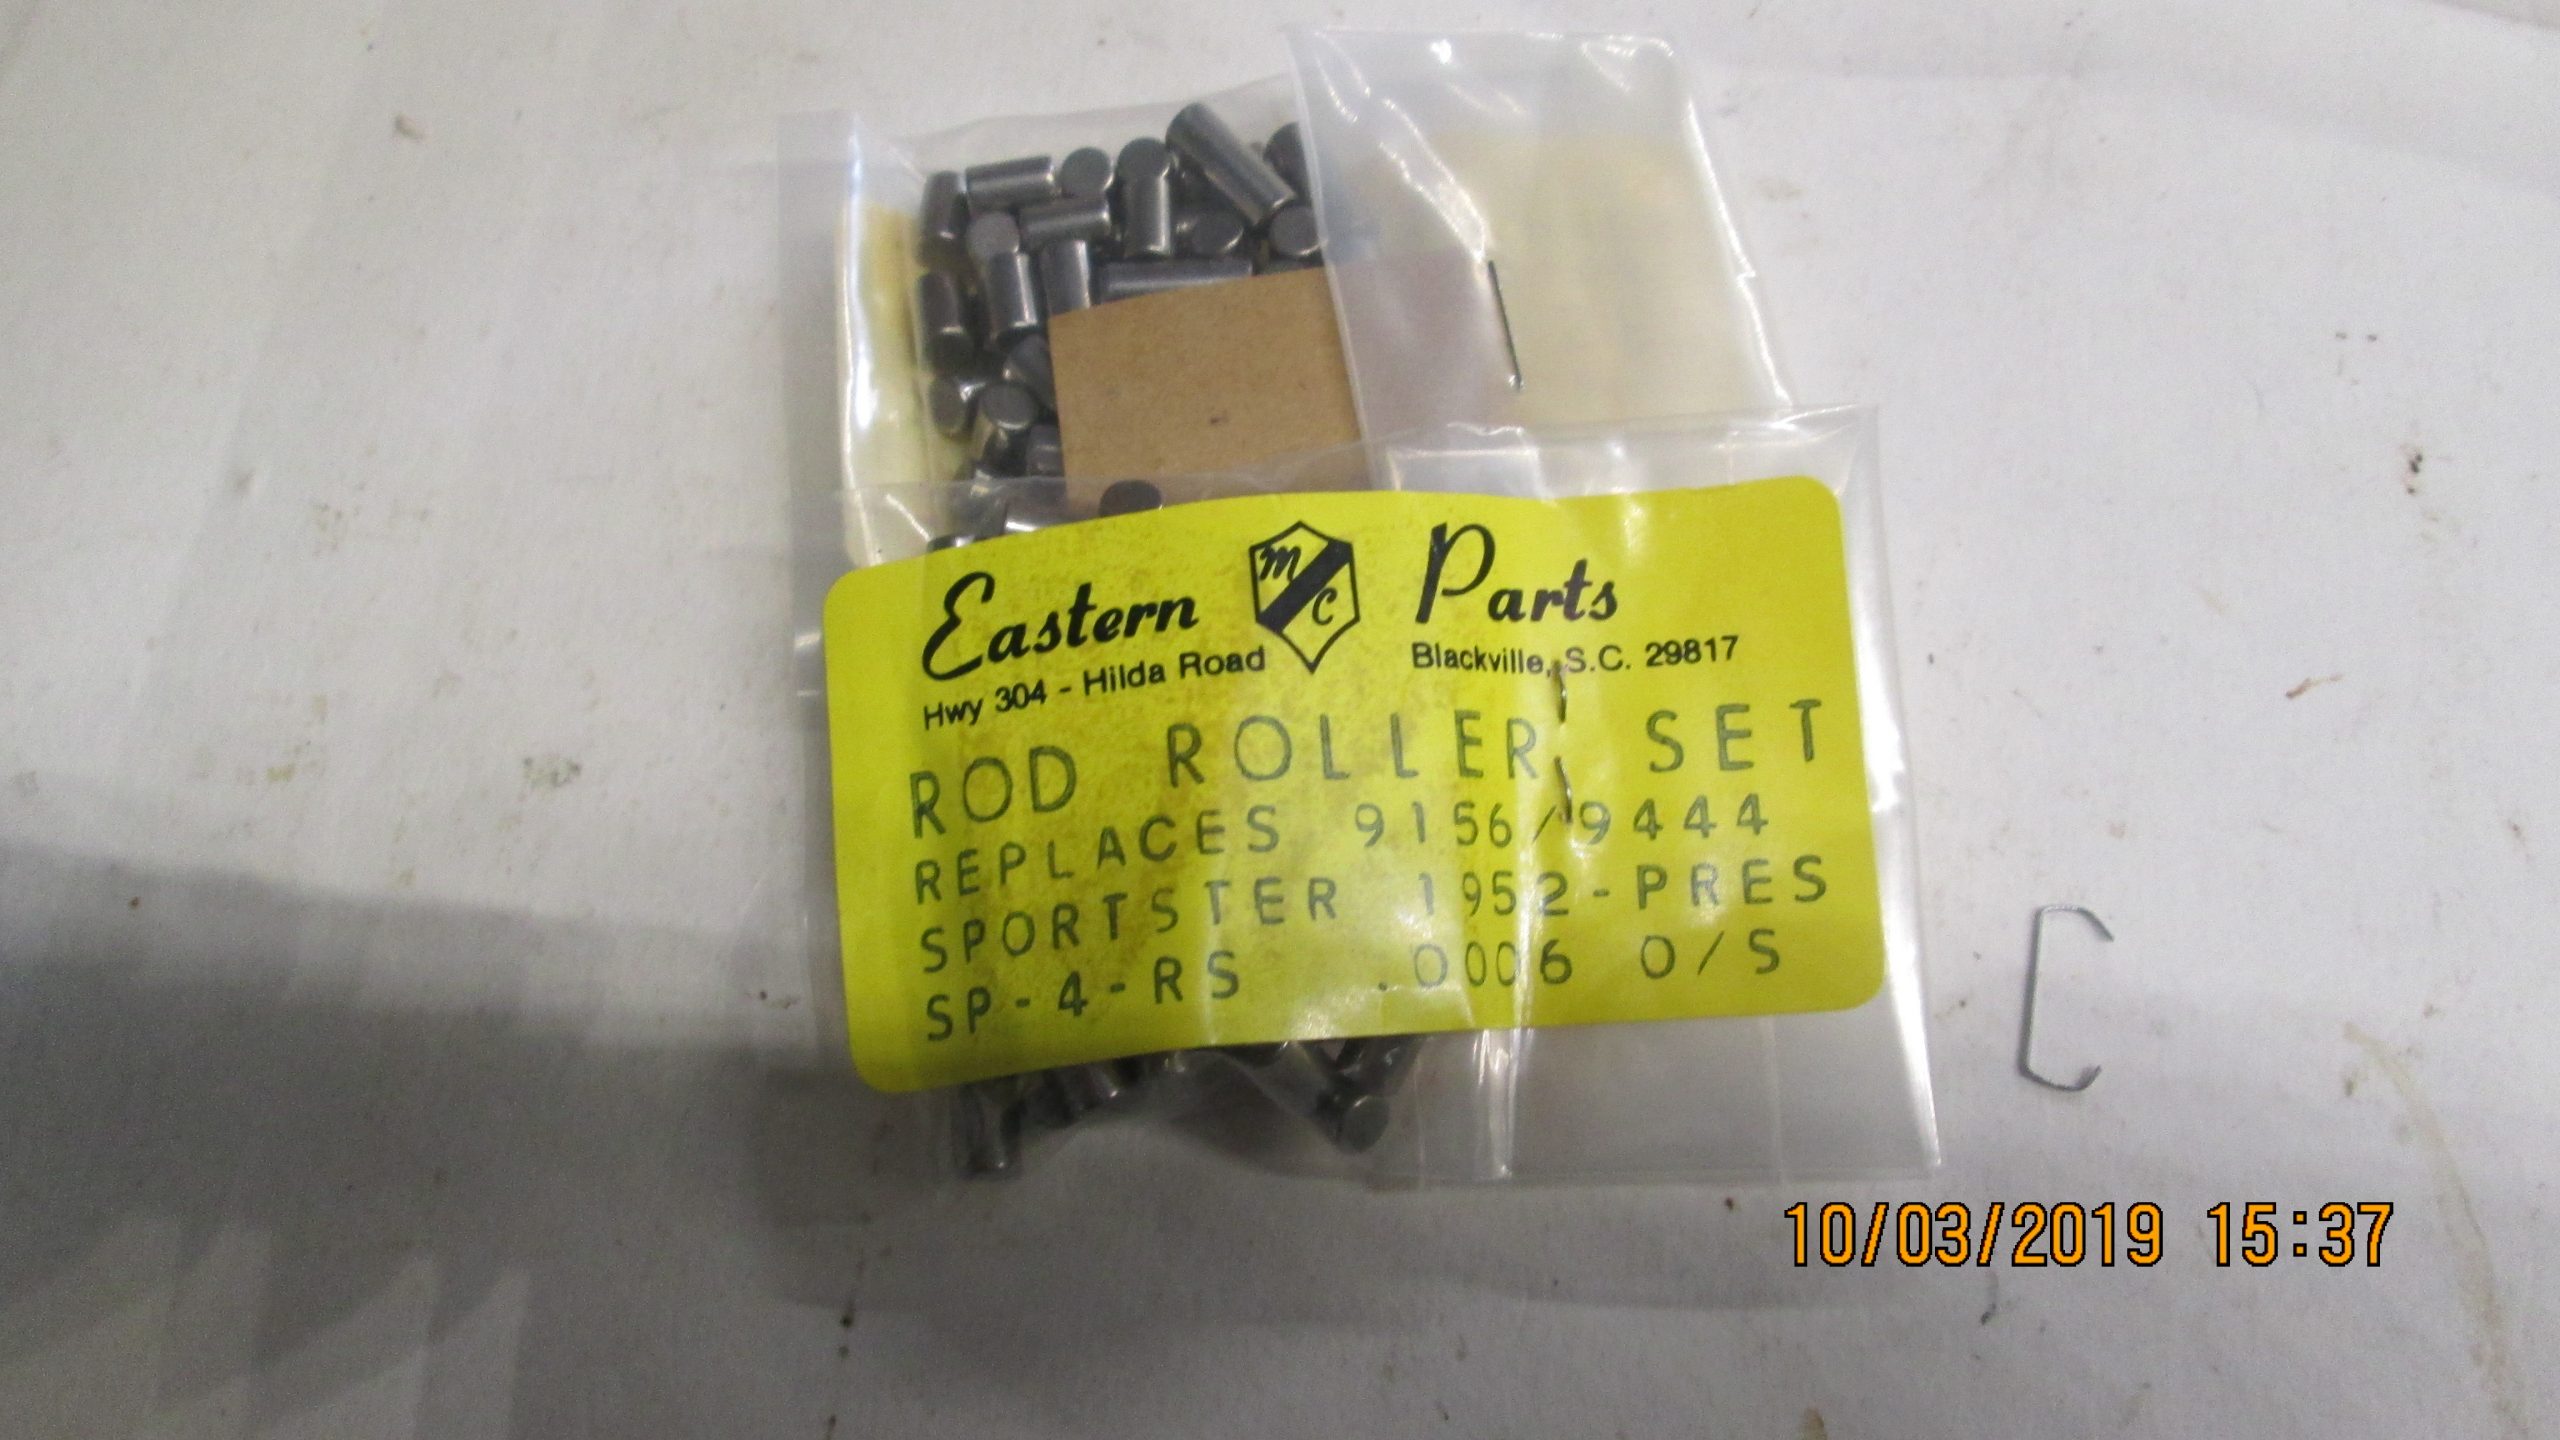 Eastern MC Parts
Hwy 304 - Hilda Road Blackville, S.C. 29817
ROD ROLLER SET
REPLACES 9156/9444
SPORTSTER 1952-PRES
SP-4-RS .0006 O/S
10/03/2019 15:37